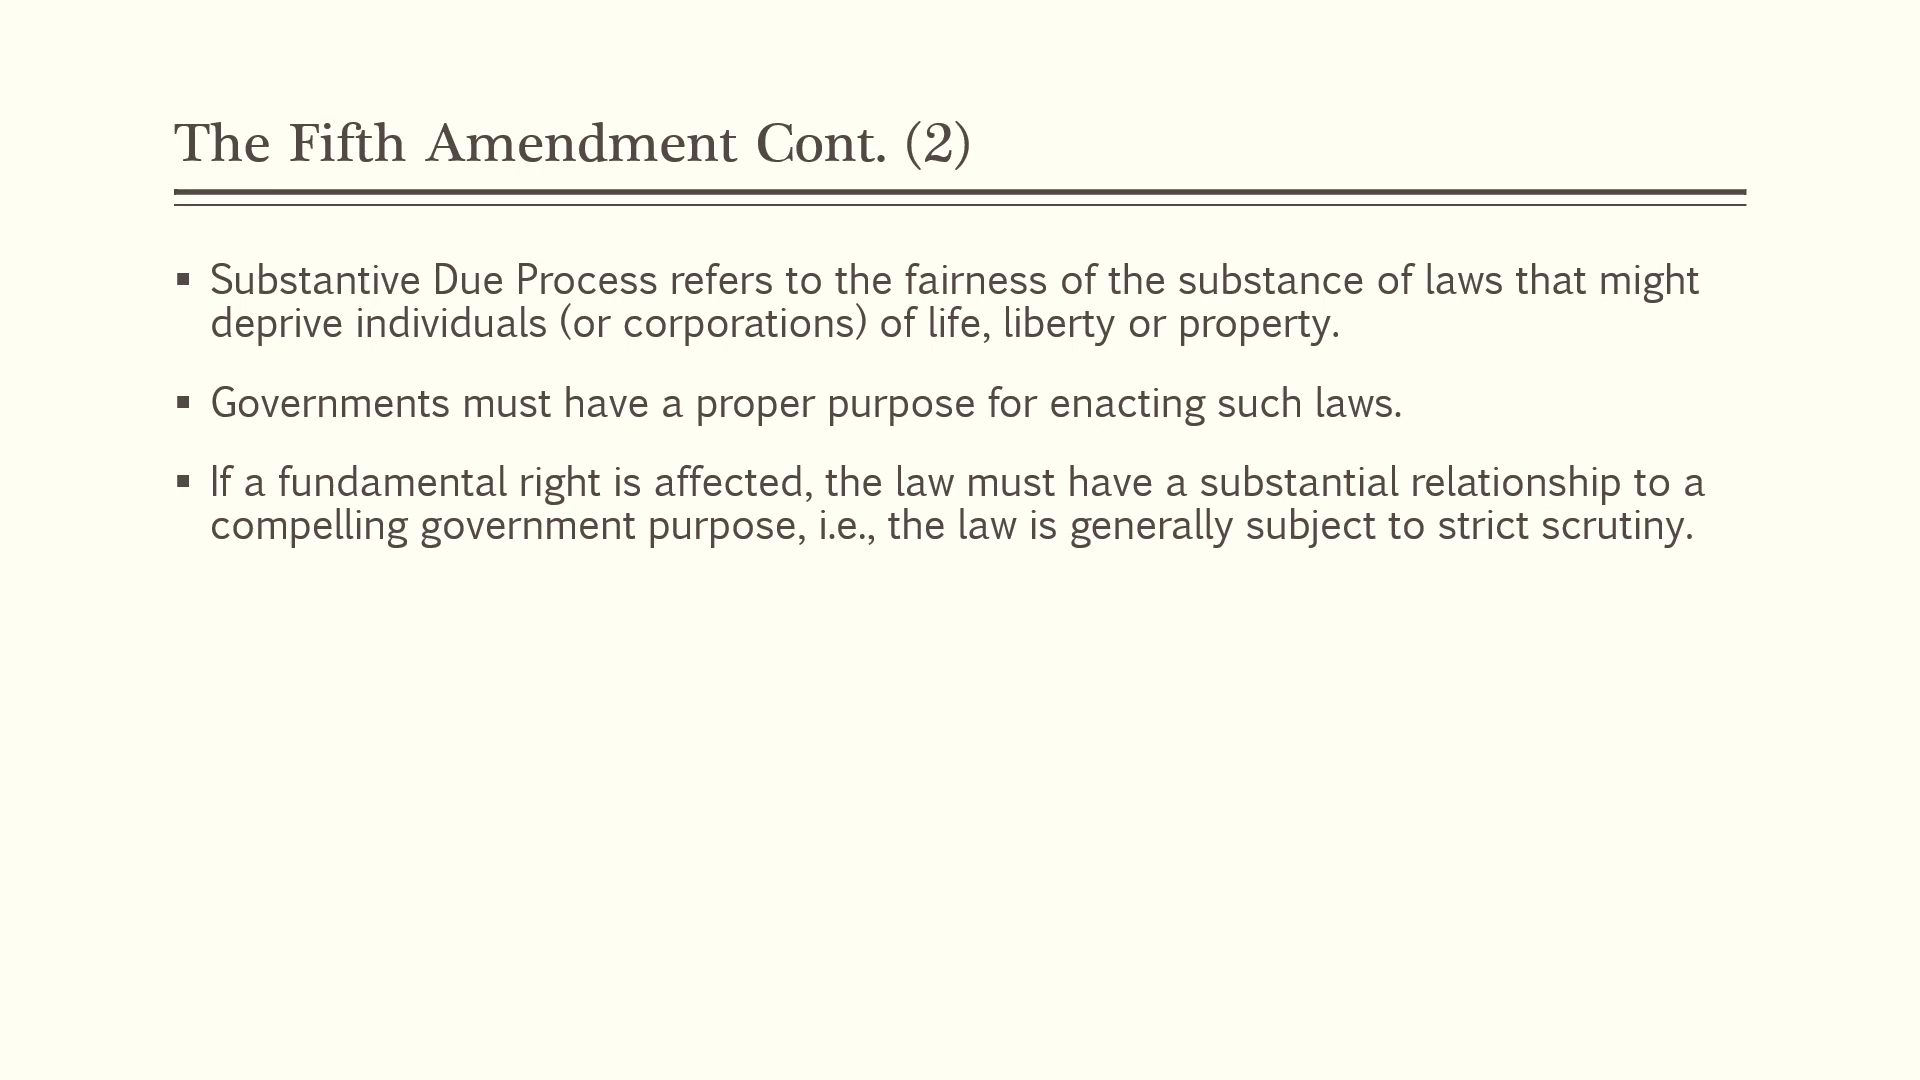 The Fifth Amendment Cont. (2)
▪ Substantive Due Process refers to the fairness of the substance of laws that might
deprive individuals (or corporations) of life, liberty or property.
▪ Governments must have a proper purpose for enacting such laws.
▪ If a fundamental right is affected, the law must have a substantial relationship to a
compelling government purpose, i.e., the law is generally subject to strict scrutiny.